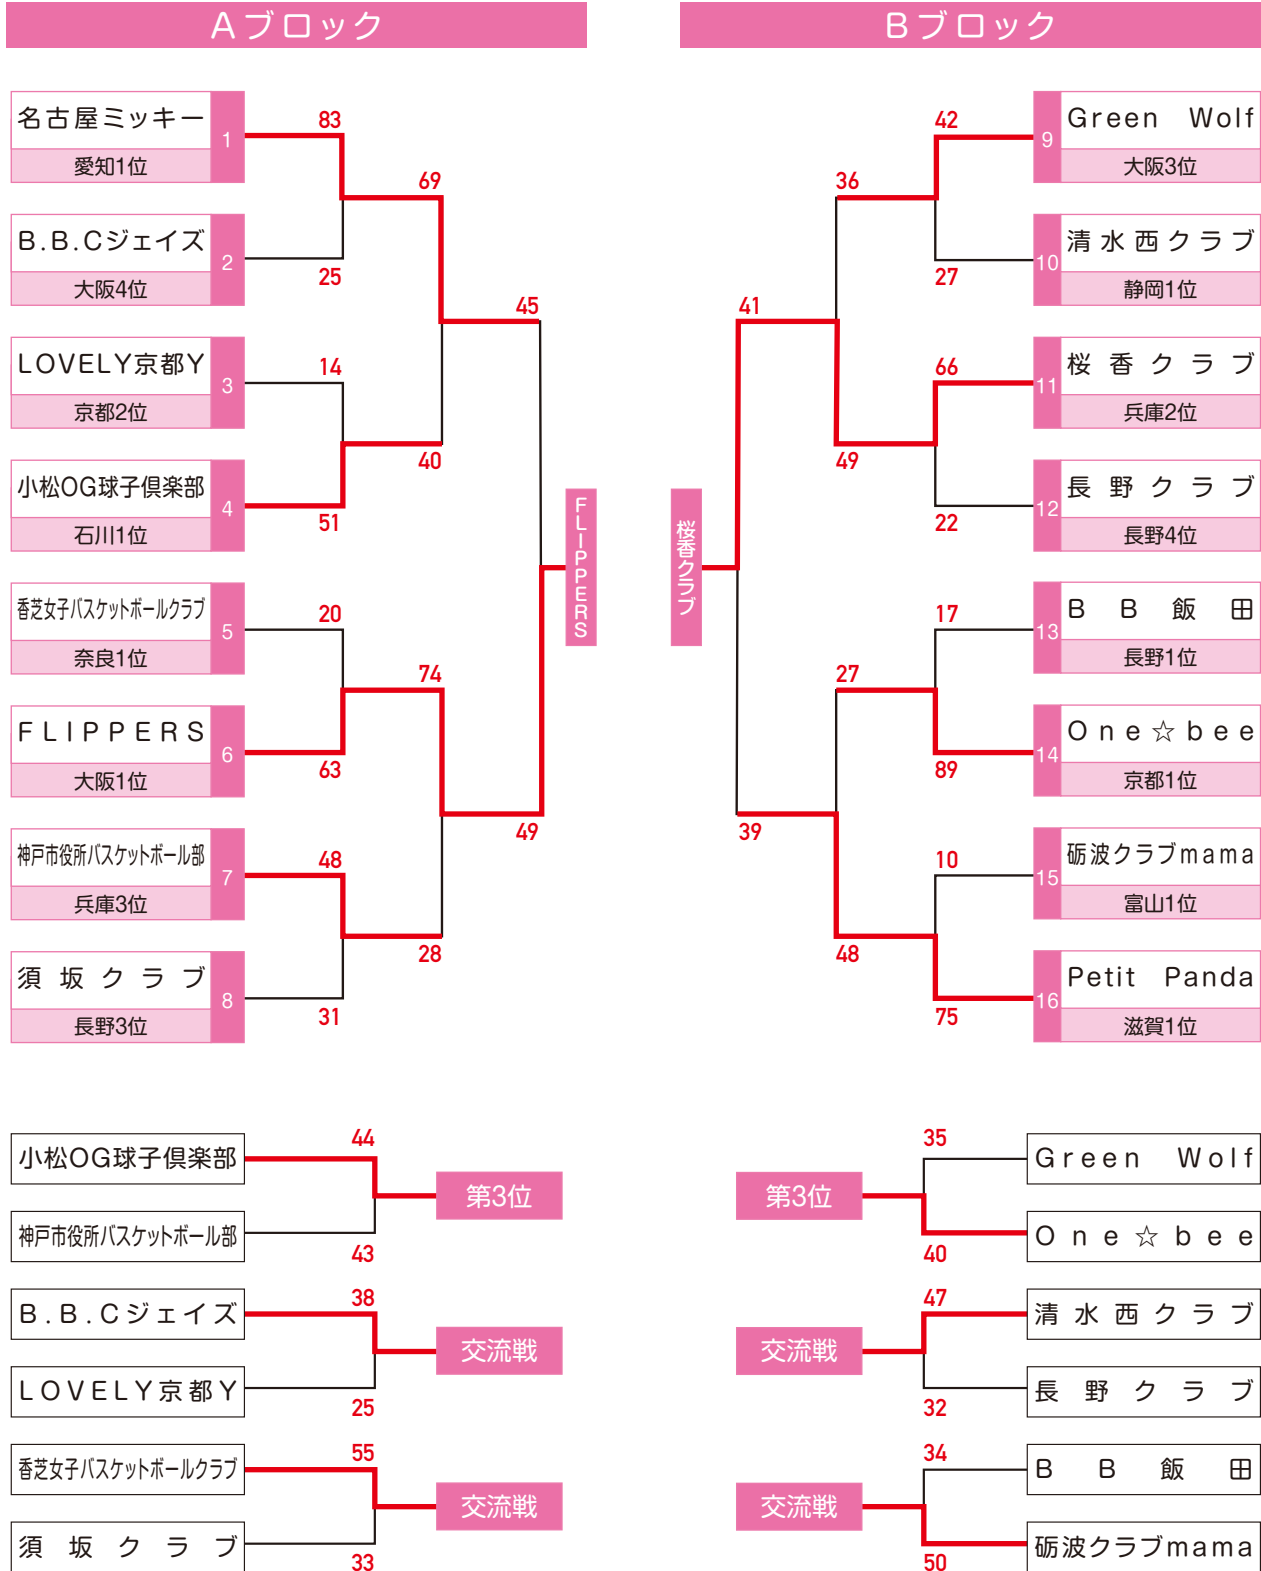 Aブロック
名古屋ミッキー
1
愛知1位
83
69
B.B.Cジェイズ
2
大阪4位
25
45
LOVELY京都Y
3
京都2位
14
40
小松OG球子倶楽部
4
石川1位
51
FLIPPERS
香芝女子バスケットボールクラブ
5
奈良1位
20
74
FLIPPERS
6
大阪1位
63
49
神戸市役所バスケットボール部
7
兵庫3位
48
28
須坂クラブ
8
長野3位
31
Bブロック
42
Green Wolf
9
大阪3位
36
清水西クラブ
10
静岡1位
27
41
66
桜香クラブ
11
兵庫2位
49
長野クラブ
12
長野4位
22
桜香クラブ
17
BB飯田
13
長野1位
27
One☆bee
14
京都1位
89
39
10
砺波クラブmama
15
富山1位
48
Petit Panda
16
滋賀1位
75
小松OG球子倶楽部
44
第3位
神戸市役所バスケットボール部
43
B.B.Cジェイズ
38
交流戦
LOVELY京都Y
25
香芝女子バスケットボールクラブ
55
交流戦
須坂クラブ
33
35
Green Wolf
第3位
One☆bee
40
47
清水西クラブ
交流戦
長野クラブ
32
34
BB飯田
交流戦
砺波クラブmama
50